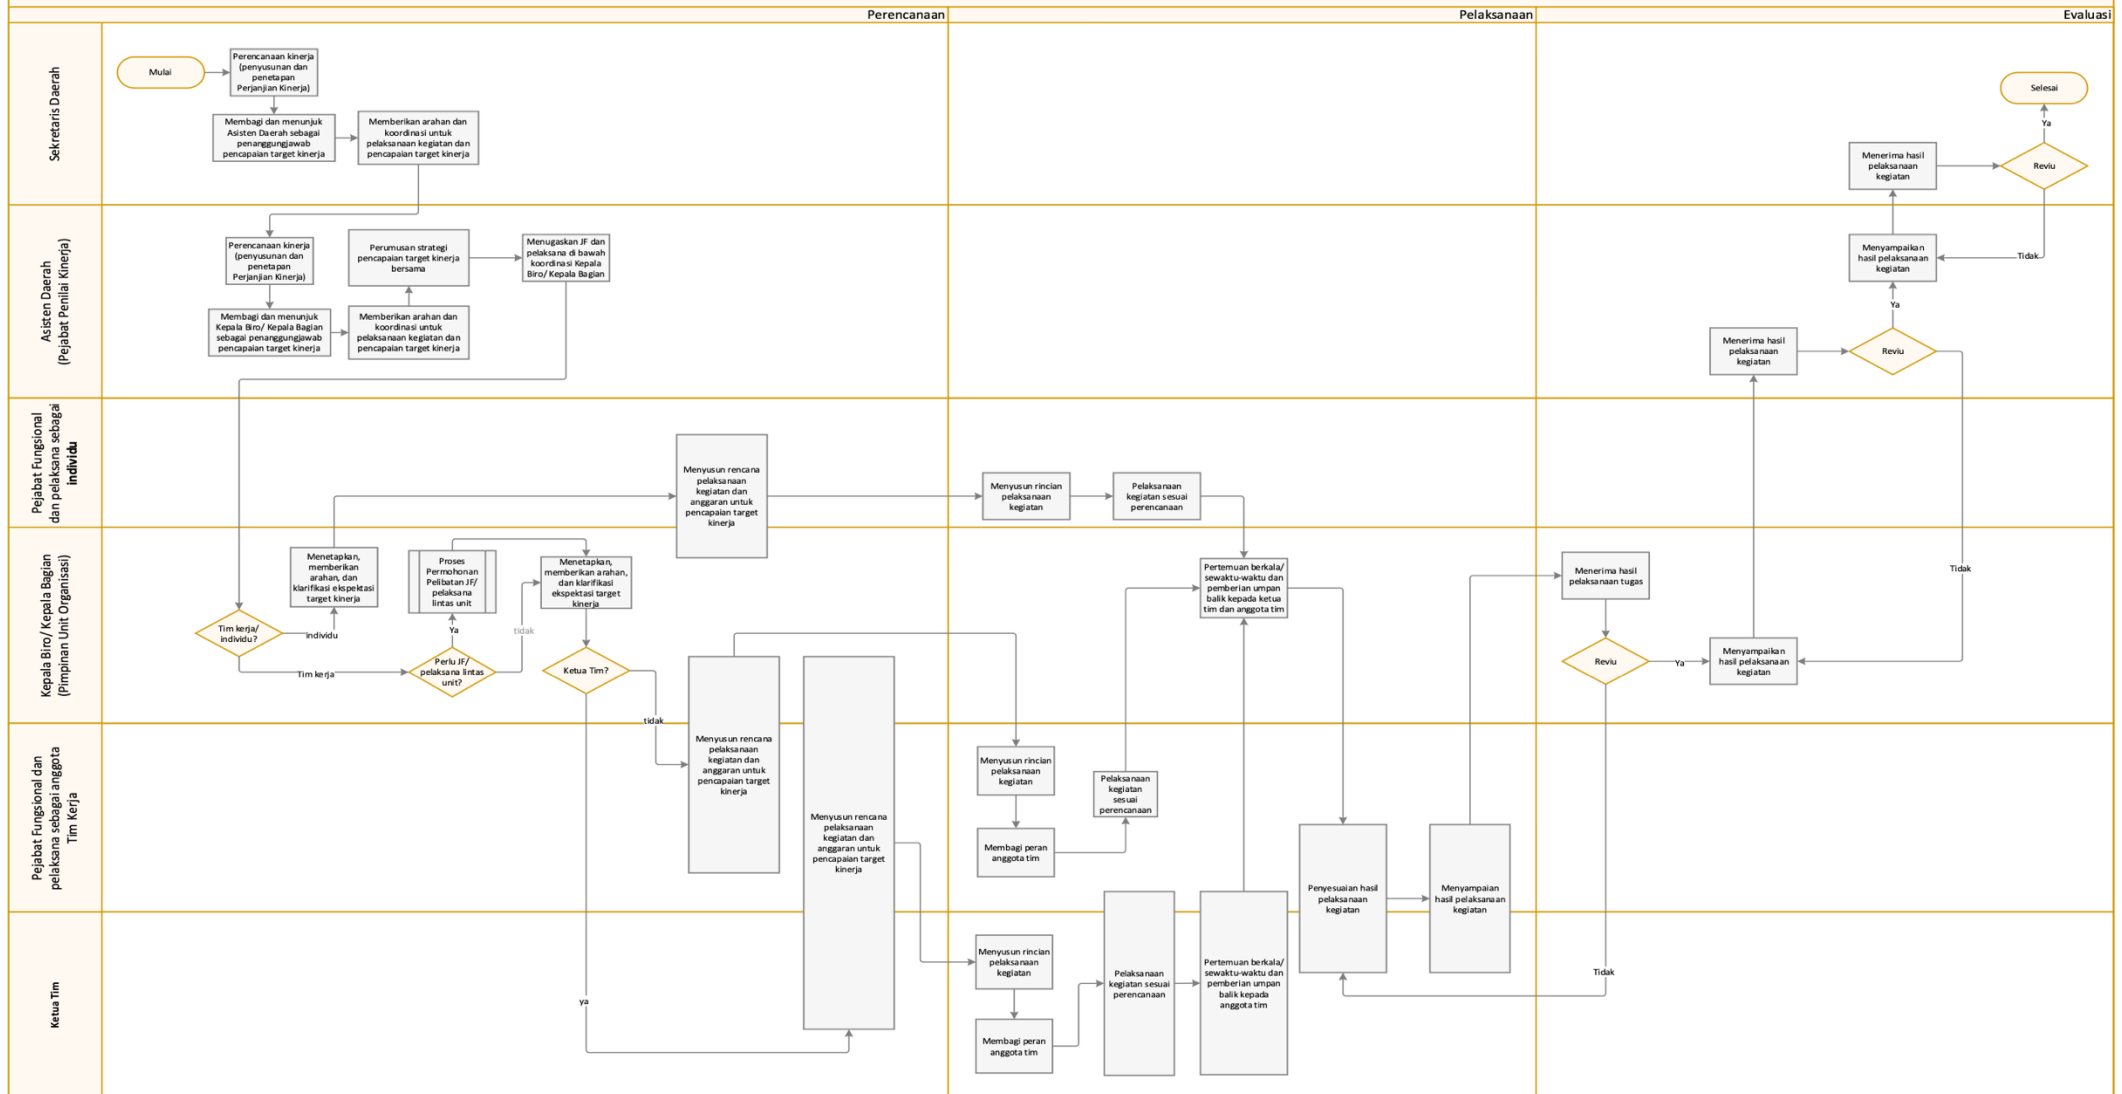 Perencanaan
Pelaksanaan
Evaluasi
Sekretaris Daerah
Mulai
Perencanaan kinerja
(penyusunan dan
penetapan
Perjanjian Kinerja)
Membagi dan menunjuk
Asisten Daerah sebagai
penanggungjawab
pencapaian target kinerja
Memberikan arahan dan
koordinasi untuk
pelaksanaan kegiatan dan
pencapaian target kinerja
Menerima hasil
pelaksanaan
kegiatan
Reviu
Ya
Selesai
Tidak
Asisten Daerah
(Pejabat Penilai Kinerja)
Perencanaan kinerja
(penyusunan dan
penetapan
Perjanjian Kinerja)
Membagi dan menunjuk
Kepala Biro/ Kepala Bagian
sebagai penanggungjawab
pencapaian target kinerja
Memberikan arahan dan
koordinasi untuk
pelaksanaan kegiatan dan
pencapaian target kinerja
Perumusan strategi
pencapaian target kinerja
bersama
Menugaskan JF dan
pelaksana di bawah
koordinasi Kepala
Biro/ Kepala Bagian
Menerima hasil
pelaksanaan
kegiatan
Reviu
Ya
Menyampaikan
hasil pelaksanaan
kegiatan
Tidak
Pejabat Fungsional
dan pelaksana sebagai
individu
Menyusun rencana
pelaksanaan
kegiatan dan
anggaran untuk
pencapaian target
kinerja
Menyusun rincian
pelaksanaan
kegiatan
Pelaksanaan
kegiatan sesuai
perencanaan
Kepala Biro/ Kepala Bagian
(Pimpinan Unit Organisasi)
Tim kerja/
individu?
individu
Tim kerja
Menetapkan,
memberikan
arahan, dan
klarifikasi ekspektasi
target kinerja
Perlu JF/
pelaksana lintas
unit?
Ya
tidak
Proses
Permohonan
Pelibatan JF/
pelaksana
lintas unit
Menetapkan,
memberikan arahan,
dan klarifikasi
ekspektasi target
kinerja
Ketua Tim?
tidak
ya
Pertemuan berkala/
sewaktu-waktu dan
pemberian umpan
balik kepada ketua
tim dan anggota tim
Menerima hasil
pelaksanaan tugas
Reviu
Ya
Tidak
Menyampaikan
hasil pelaksanaan
kegiatan
Pejabat Fungsional dan
pelaksana sebagai anggota
Tim Kerja
Menyusun rencana
pelaksanaan
kegiatan dan
anggaran untuk
pencapaian target
kinerja
Menyusun rencana
pelaksanaan
kegiatan dan
anggaran untuk
pencapaian target
kinerja
Menyusun rincian
pelaksanaan
kegiatan
Membagi peran
anggota tim
Pelaksanaan
kegiatan
sesuai
perencanaan
Penyesuaian hasil
pelaksanaan
kegiatan
Menyampaian
hasil pelaksanaan
kegiatan
Ketua Tim
Menyusun rincian
pelaksanaan
kegiatan
Membagi peran
anggota tim
Pelaksanaan
kegiatan sesuai
perencanaan
Pertemuan berkala/
sewaktu-waktu dan
pemberian umpan
balik kepada
anggota tim